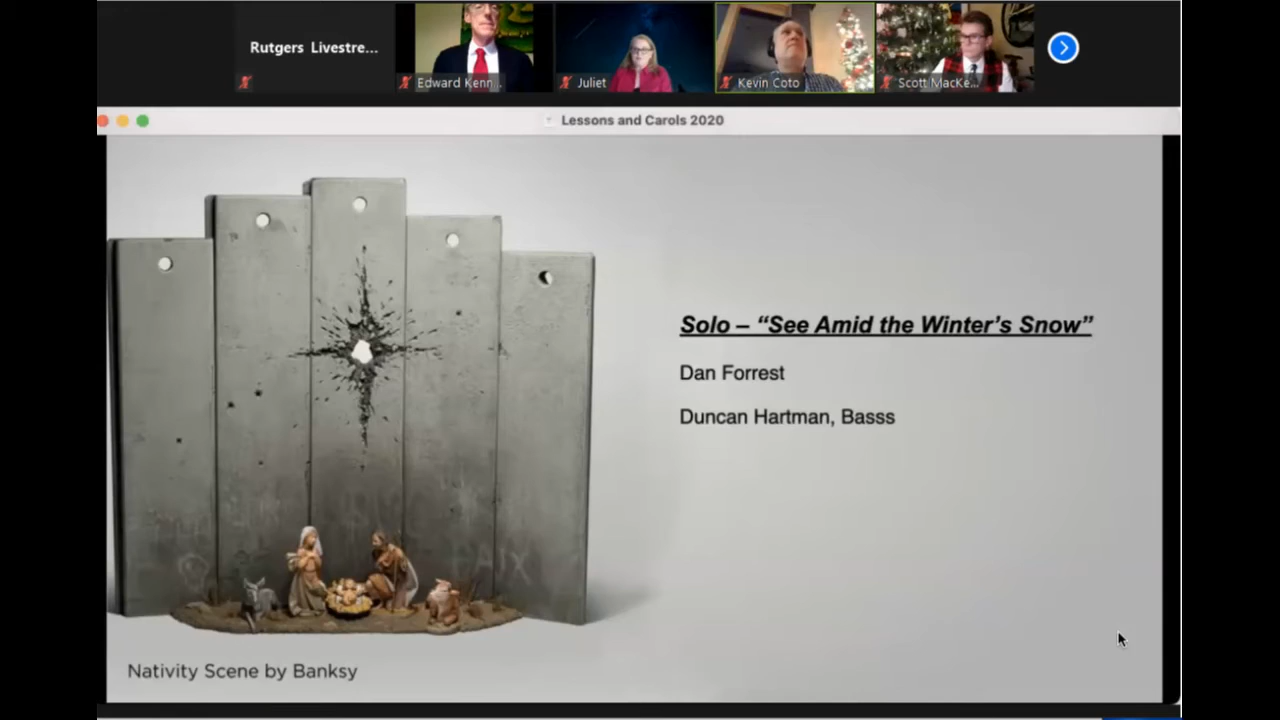 Rutgers Livestre...
Edward Kenn...
Juliet
Kevin Coto
Scott MacKe...
Lessons and Carols 2020
Solo – “See Amid the Winter’s Snow”
Dan Forrest
Duncan Hartman, Basss
PAIX
Nativity Scene by Banksy